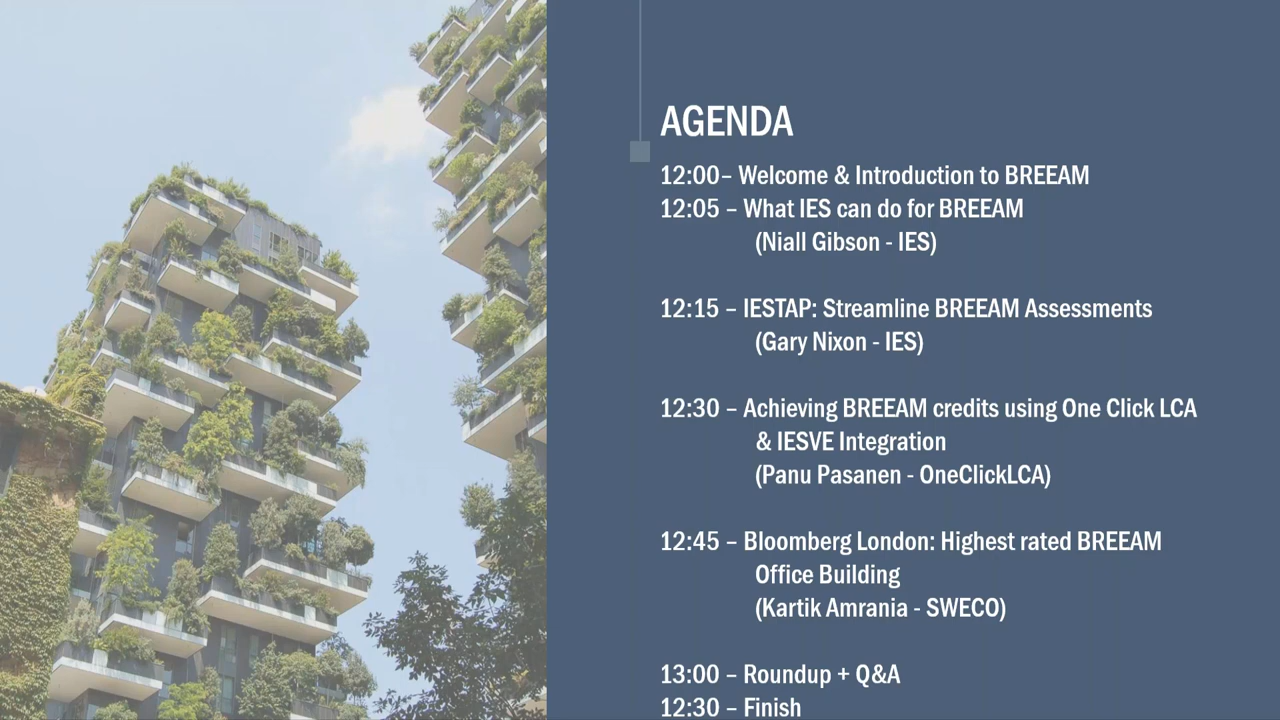 AGENDA
12:00– Welcome & Introduction to BREEAM
12:05 – What IES can do for BREEAM
(Niall Gibson - IES)
12:15 – IESTAP: Streamline BREEAM Assessments
(Gary Nixon - IES)
12:30 – Achieving BREEAM credits using One Click LCA
& IESVE Integration
(Panu Pasanen - OneClickLCA)
12:45 – Bloomberg London: Highest rated BREEAM
Office Building
(Kartik Amrania - SWECO)
13:00 – Roundup + Q&A
12:30 – Finish